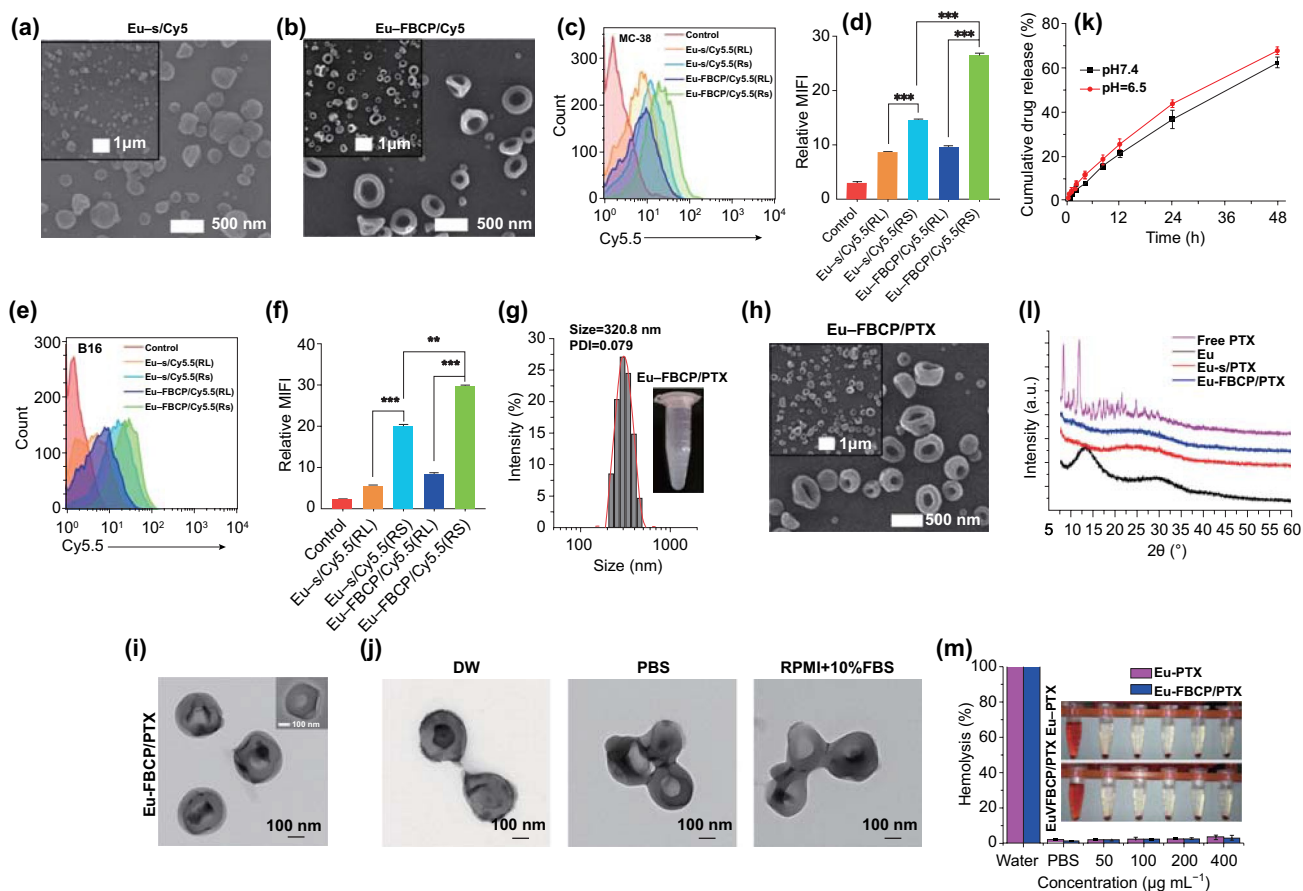 (a)
Eu–s/Cy5
1µm
500 nm
(b)
Eu–FBCP/Cy5
1µm
500 nm
(c)
MC-38
Control
Eu-s/Cy5.5(RL)
Eu-s/Cy5.5(Rs)
Eu-FBCP/Cy5.5(RL)
Eu-FBCP/Cy5.5(Rs)
Count
300
200
100
0
10⁰ 10¹ 10² 10³ 10⁴
Cy5.5
(d)
***
***
***
Relative MIFI
30
20
10
0
Control
Eu–s/Cy5.5(RL)
Eu–s/Cy5.5(RS)
Eu–FBCP/Cy5.5(RL)
Eu–FBCP/Cy5.5(RS)
(k)
Cumulative drug release (%)
80
60
40
20
0
pH7.4
pH=6.5
0 12 24 36 48
Time (h)
(e)
B16
Control
Eu–s/Cy5.5(RL)
Eu–s/Cy5.5(Rs)
Eu–FBCP/Cy5.5(RL)
Eu–FBCP/Cy5.5(Rs)
Count
300
200
100
0
10⁰ 10¹ 10² 10³ 10⁴
Cy5.5
(f)
**
***
***
Relative MIFI
40
30
20
10
0
Control
Eu–s/Cy5.5(RL)
Eu–s/Cy5.5(RS)
Eu–FBCP/Cy5.5(RL)
Eu–FBCP/Cy5.5(RS)
(g)
Size=320.8 nm
PDI=0.079
Eu–FBCP/PTX
Intensity (%)
30
25
20
15
10
5
0
100 1000
Size (nm)
(h)
Eu–FBCP/PTX
1µm
500 nm
(l)
Free PTX
Eu
Eu-s/PTX
Eu-FBCP/PTX
Intensity (a.u.)
5 10 15 20 25 30 35 40 45 50 55 60
2θ (°)
(i)
Eu-FBCP/PTX
100 nm
100 nm
(j)
DW
100 nm
PBS
100 nm
RPMI+10%FBS
100 nm
(m)
Eu-PTX
Eu-FBCP/PTX
Hemolysis (%)
100
80
60
40
20
0
Eu–PTX
EuVFBCP/PTX
Water PBS 50 100 200 400
Concentration (µg mL⁻¹)